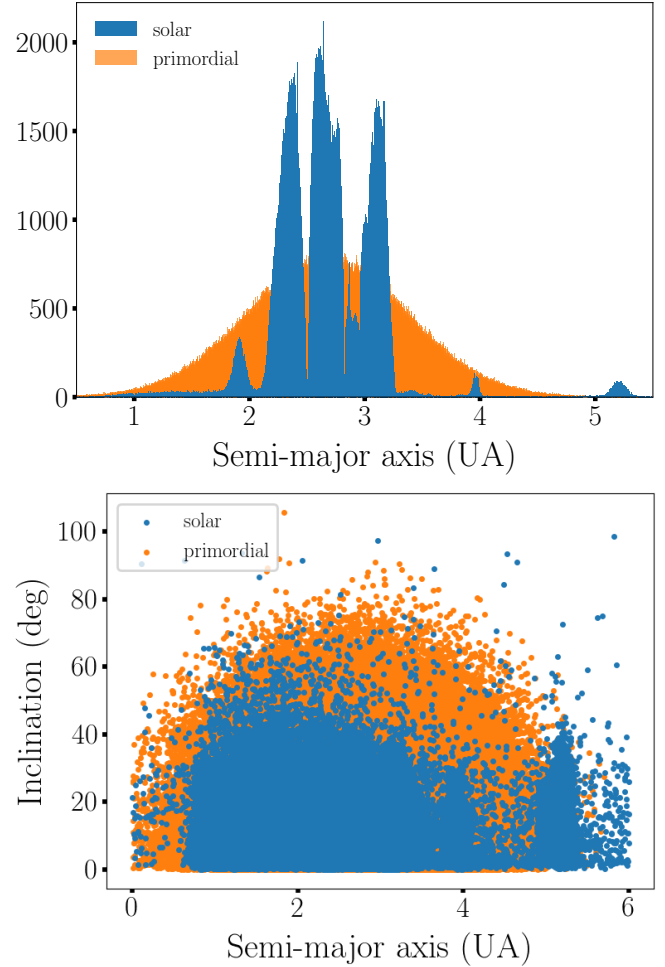 2000
1500
1000
500
0
solar
primordial
1 2 3 4 5
Semi-major axis (UA)
100
80
60
40
20
0
solar
primordial
Inclination (deg)
0 2 4 6
Semi-major axis (UA)